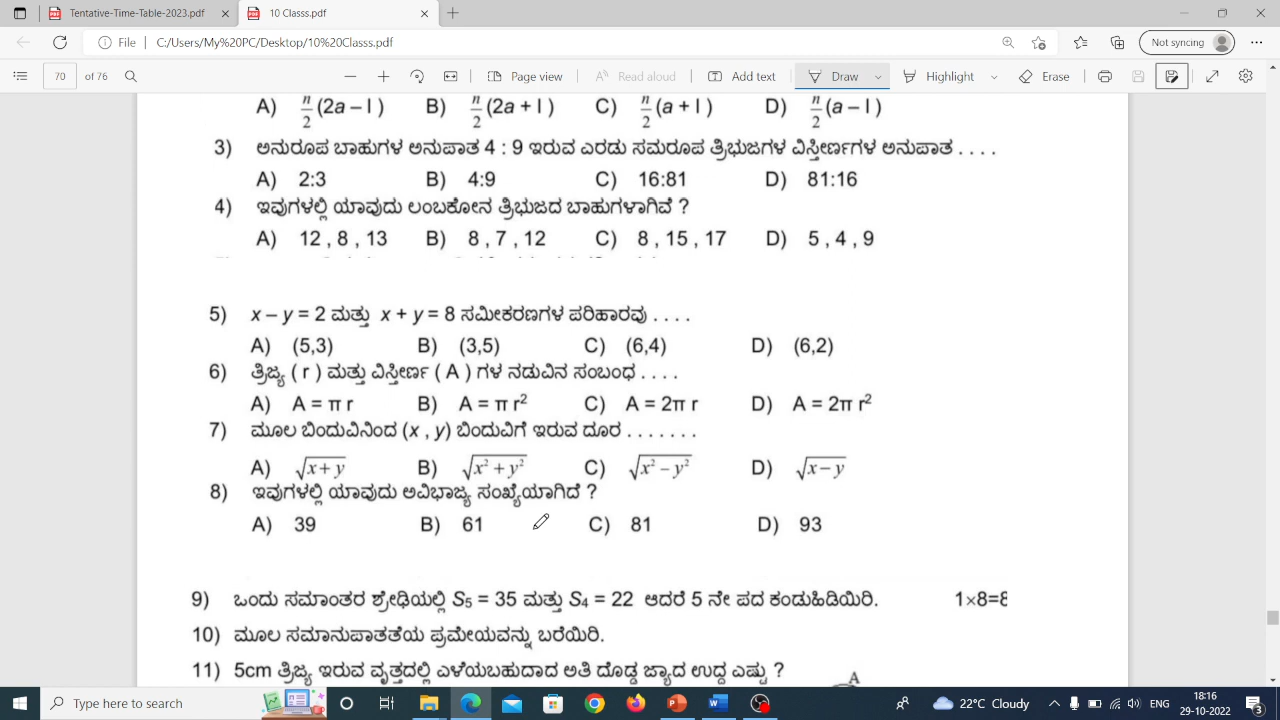 Tentative-Time-Table-2023.pdf
10 Classs.pdf
File C:/Users/My%20PC/Desktop/10%20Classs.pdf
Not syncing
70 of 76
Page view
Read aloud
Add text
Draw
Highlight
Erase
A) n/2 (2a – l ) B) n/2 (2a + l ) C) n/2 (a + l ) D) n/2 (a – l )
3) ಅನುರೂಪ ಬಾಹುಗಳ ಅನುಪಾತ 4 : 9 ಇರುವ ಎರಡು ಸಮರೂಪ ತ್ರಿಭುಜಗಳ ವಿಸ್ತೀರ್ಣಗಳ ಅನುಪಾತ . . . .
A) 2:3 B) 4:9 C) 16:81 D) 81:16
4) ಇವುಗಳಲ್ಲಿ ಯಾವುದು ಲಂಬಕೋನ ತ್ರಿಭುಜದ ಬಾಹುಗಳಾಗಿವೆ ?
A) 12 , 8 , 13 B) 8 , 7 , 12 C) 8 , 15 , 17 D) 5 , 4 , 9
5) x – y = 2 ಮತ್ತು x + y = 8 ಸಮೀಕರಣಗಳ ಪರಿಹಾರವು . . . .
A) (5,3) B) (3,5) C) (6,4) D) (6,2)
6) ತ್ರಿಜ್ಯ ( r ) ಮತ್ತು ವಿಸ್ತೀರ್ಣ ( A ) ಗಳ ನಡುವಿನ ಸಂಬಂಧ . . . .
A) A = π r B) A = π r² C) A = 2π r D) A = 2π r²
7) ಮೂಲ ಬಿಂದುವಿನಿಂದ (x , y) ಬಿಂದುವಿಗೆ ಇರುವ ದೂರ . . . . . . .
A) √(x + y) B) √(x² + y²) C) √(x² – y²) D) √(x – y)
8) ಇವುಗಳಲ್ಲಿ ಯಾವುದು ಅವಿಭಾಜ್ಯ ಸಂಖ್ಯೆಯಾಗಿದೆ ?
A) 39 B) 61 C) 81 D) 93
9) ಒಂದು ಸಮಾಂತರ ಶ್ರೇಢಿಯಲ್ಲಿ S₅ = 35 ಮತ್ತು S₄ = 22 ಆದರೆ 5 ನೇ ಪದ ಕಂಡುಹಿಡಿಯಿರಿ. 1×8=8
10) ಮೂಲ ಸಮಾನುಪಾತತೆಯ ಪ್ರಮೇಯವನ್ನು ಬರೆಯಿರಿ.
11) 5cm ತ್ರಿಜ್ಯ ಇರುವ ವೃತ್ತದಲ್ಲಿ ಎಳೆಯಬಹುದಾದ ಅತಿ ದೊಡ್ಡ ಜ್ಯಾದ ಉದ್ದ ಎಷ್ಟು ?
A
Type here to search
22°C Cloudy
ENG
18:16
29-10-2022
3